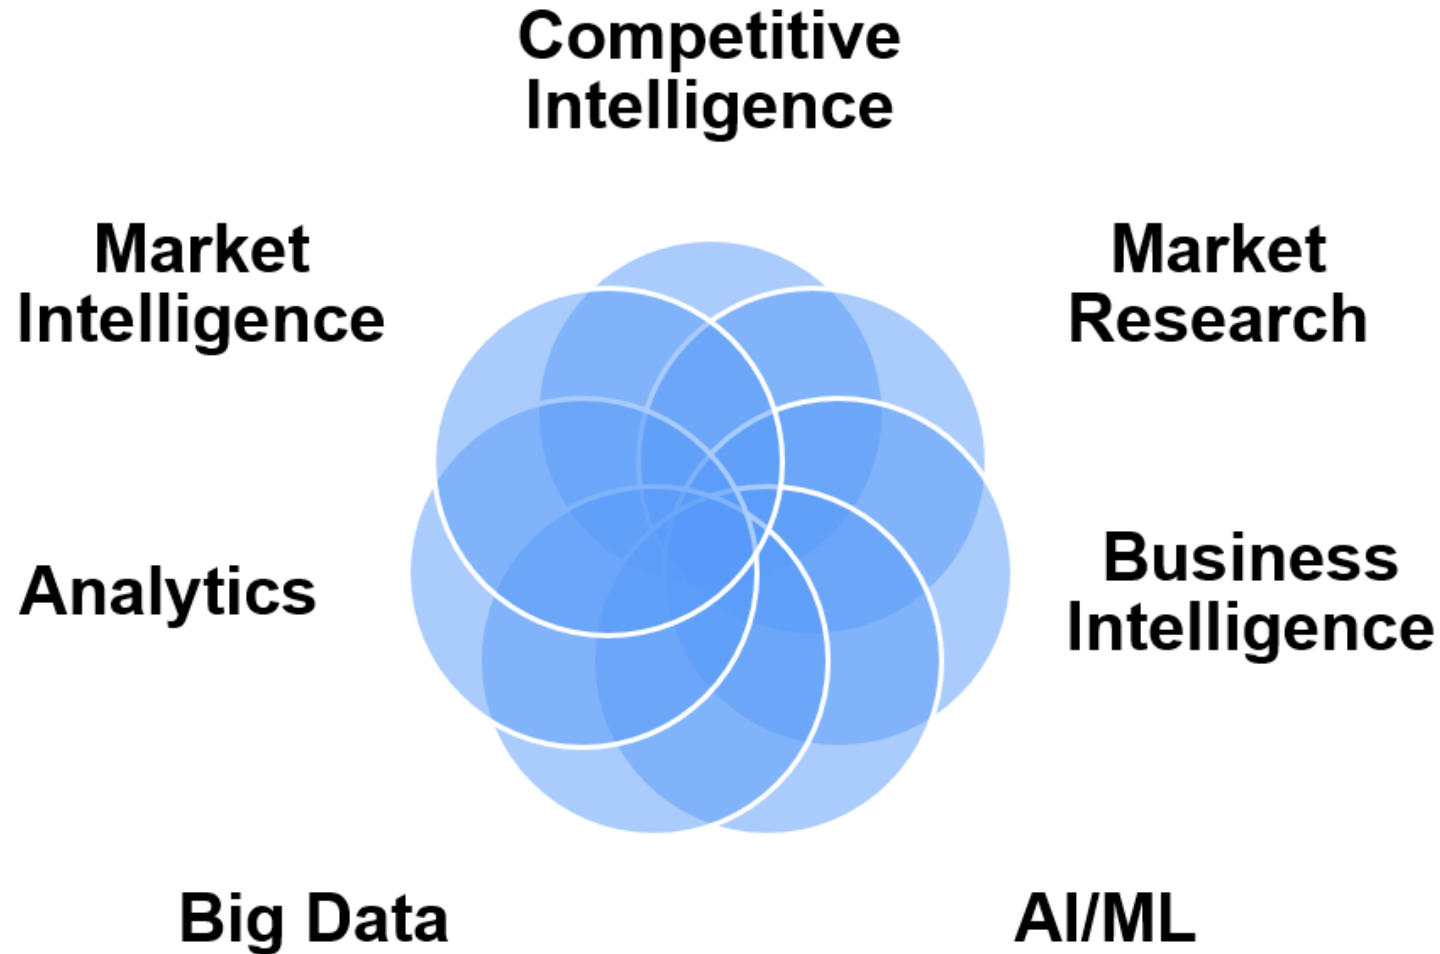 Competitive
Intelligence
Market
Intelligence
Market
Research
Analytics
Business
Intelligence
Big Data
AI/ML